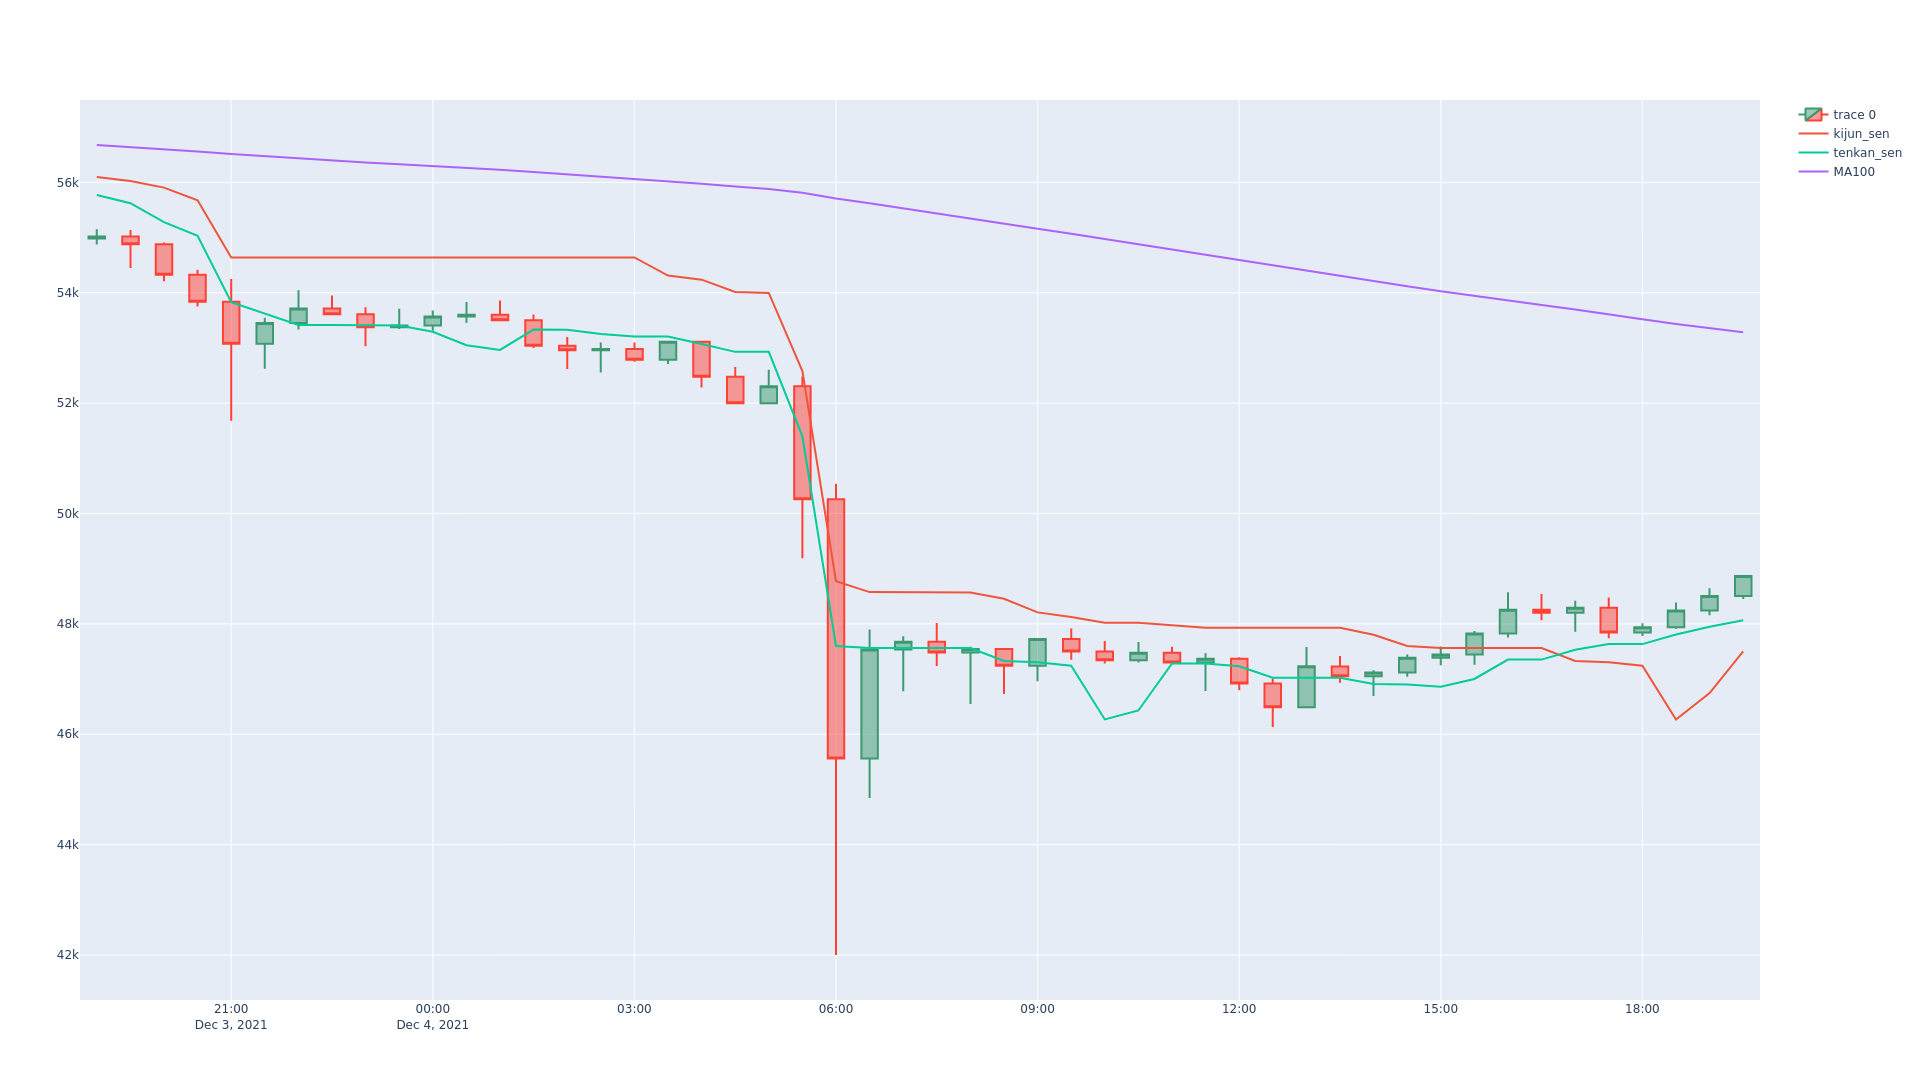 trace 0
kijun_sen
tenkan_sen
MA100
56k
54k
52k
50k
48k
46k
44k
42k
21:00 00:00 03:00 06:00 09:00 12:00 15:00 18:00
Dec 3, 2021 Dec 4, 2021